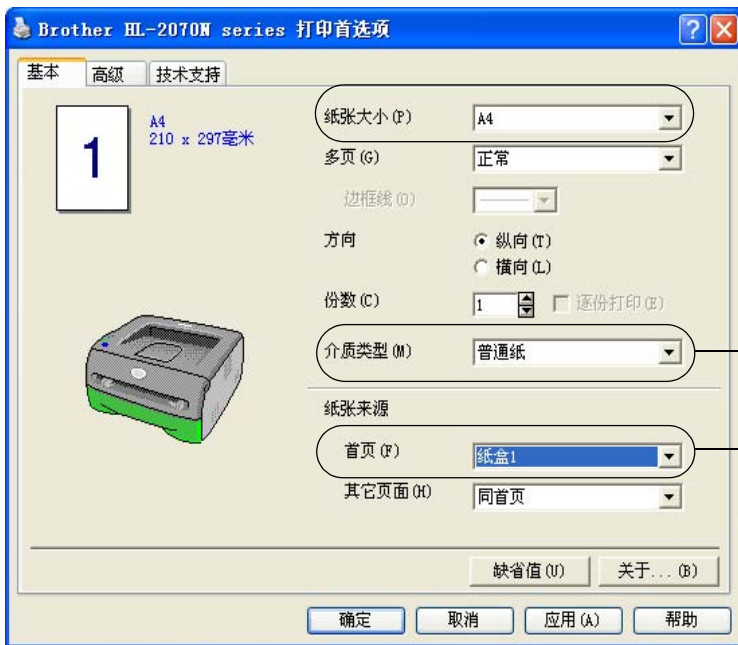 Brother HL-2070N series 打印首选项
基本 高级 技术支持
1
A4
210 x 297毫米
纸张大小(P) A4
多页(G) 正常
边框线(O)
方向 纵向(T)
横向(L)
份数(C) 1 逐份打印(E)
介质类型(M) 普通纸
纸张来源
首页(F) 纸盒1
其它页面(H) 同首页
缺省值(U) 关于...(B)
确定 取消 应用(A) 帮助